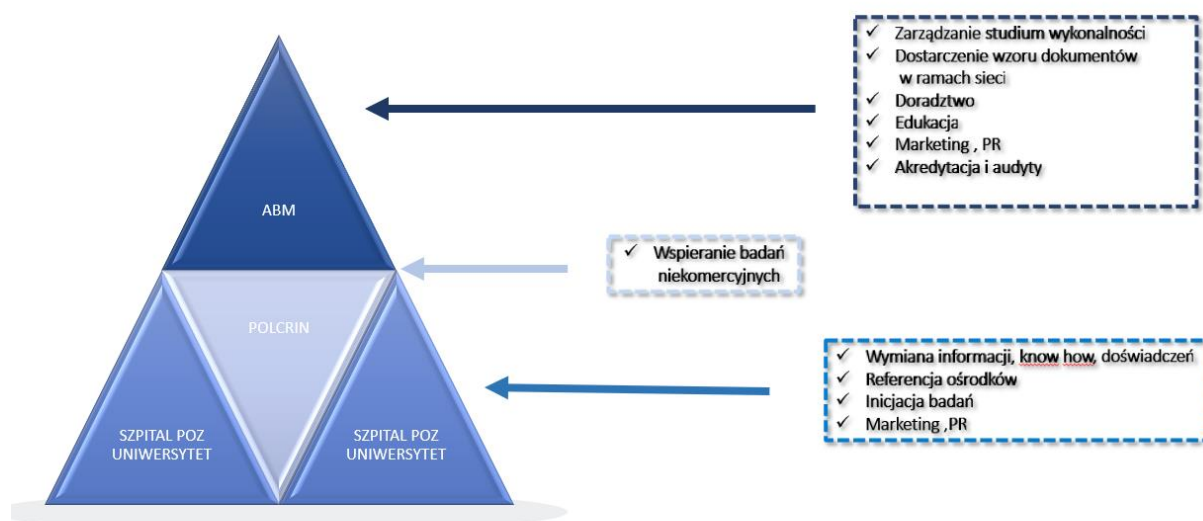 Zarządzanie studium wykonalności
Dostarczenie wzoru dokumentów
w ramach sieci
Doradztwo
Edukacja
Marketing , PR
Akredytacja i audyty
ABM
Wspieranie badań
niekomercyjnych
POLCRIN
Wymiana informacji, know how, doświadczeń
Referencja ośrodków
Inicjacja badań
Marketing ,PR
SZPITAL POZ
UNIWERSYTET
SZPITAL POZ
UNIWERSYTET